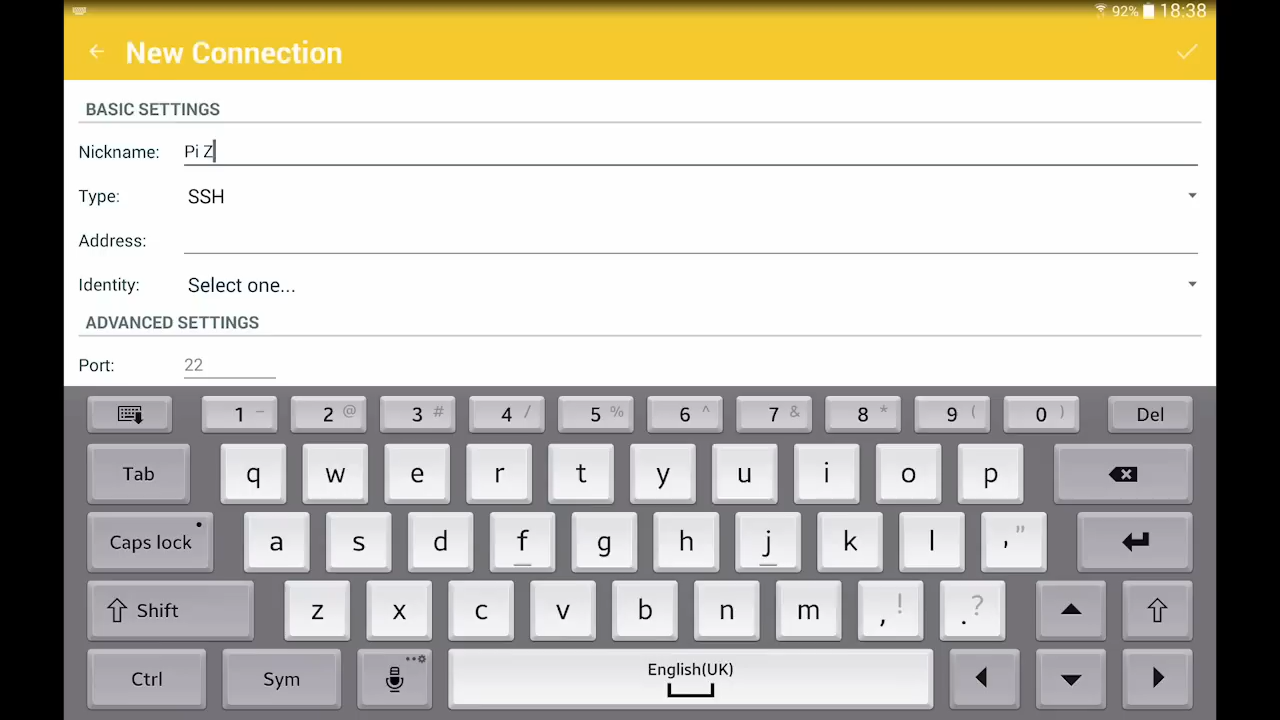 92% 18:38
New Connection
BASIC SETTINGS
Nickname: Pi Z
Type: SSH
Address:
Identity: Select one...
ADVANCED SETTINGS
Port: 22
1 - 2 @ 3 # 4 / 5 % 6 ^ 7 & 8 * 9 ( 0 ) Del
Tab q w e r t y u i o p
Caps lock a s d f g h j k l ' "
Shift z x c v b n m , ! . ?
Ctrl Sym English(UK)